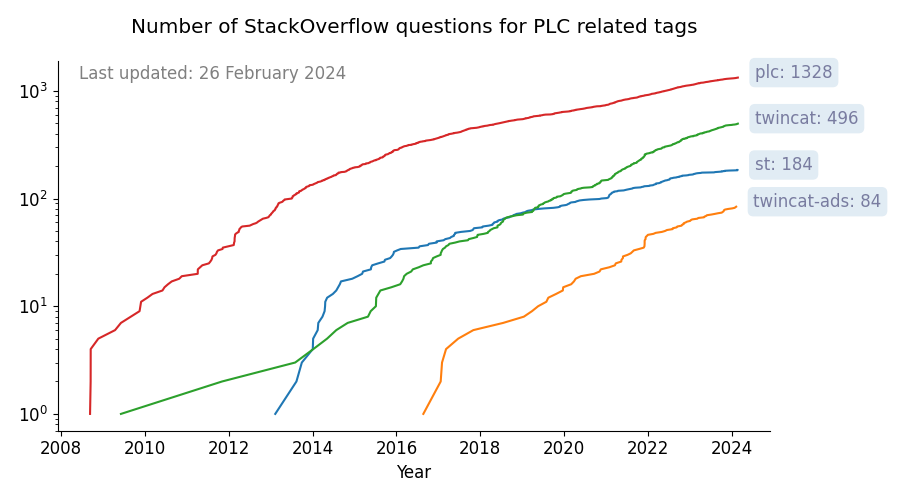 Number of StackOverflow questions for PLC related tags
Last updated: 26 February 2024
plc: 1328
twincat: 496
st: 184
twincat-ads: 84
10³
10²
10¹
10⁰
2008 2010 2012 2014 2016 2018 2020 2022 2024
Year